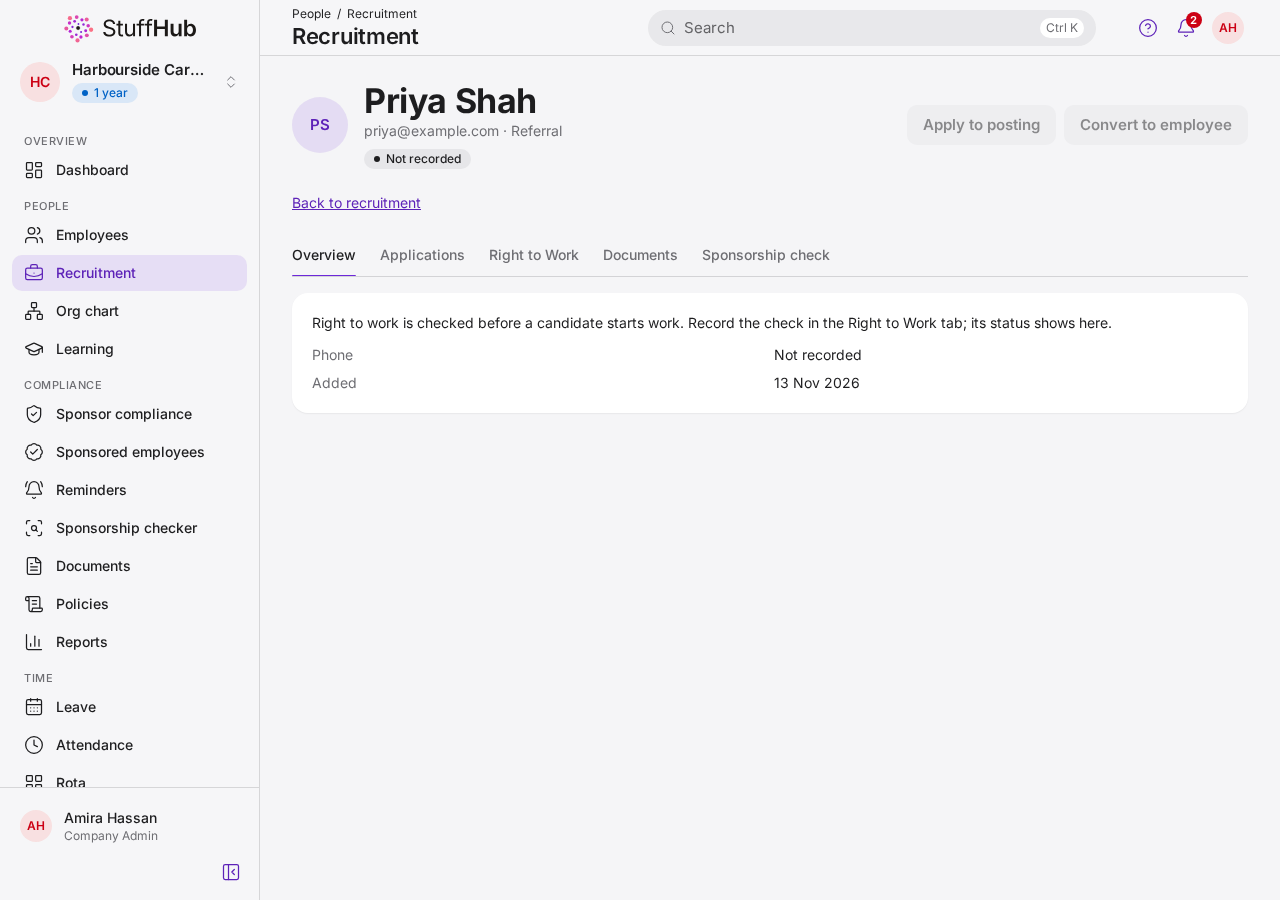 StuffHub
HC
Harbourside Car...
1 year
OVERVIEW
Dashboard
PEOPLE
Employees
Recruitment
Org chart
Learning
COMPLIANCE
Sponsor compliance
Sponsored employees
Reminders
Sponsorship checker
Documents
Policies
Reports
TIME
Leave
Attendance
Rota
AH
Amira Hassan
Company Admin
People / Recruitment
Recruitment
Search
Ctrl K
2
AH
PS
Priya Shah
priya@example.com · Referral
Not recorded
Apply to posting
Convert to employee
Back to recruitment
Overview Applications Right to Work Documents Sponsorship check
Right to work is checked before a candidate starts work. Record the check in the Right to Work tab; its status shows here.
Phone Not recorded
Added 13 Nov 2026